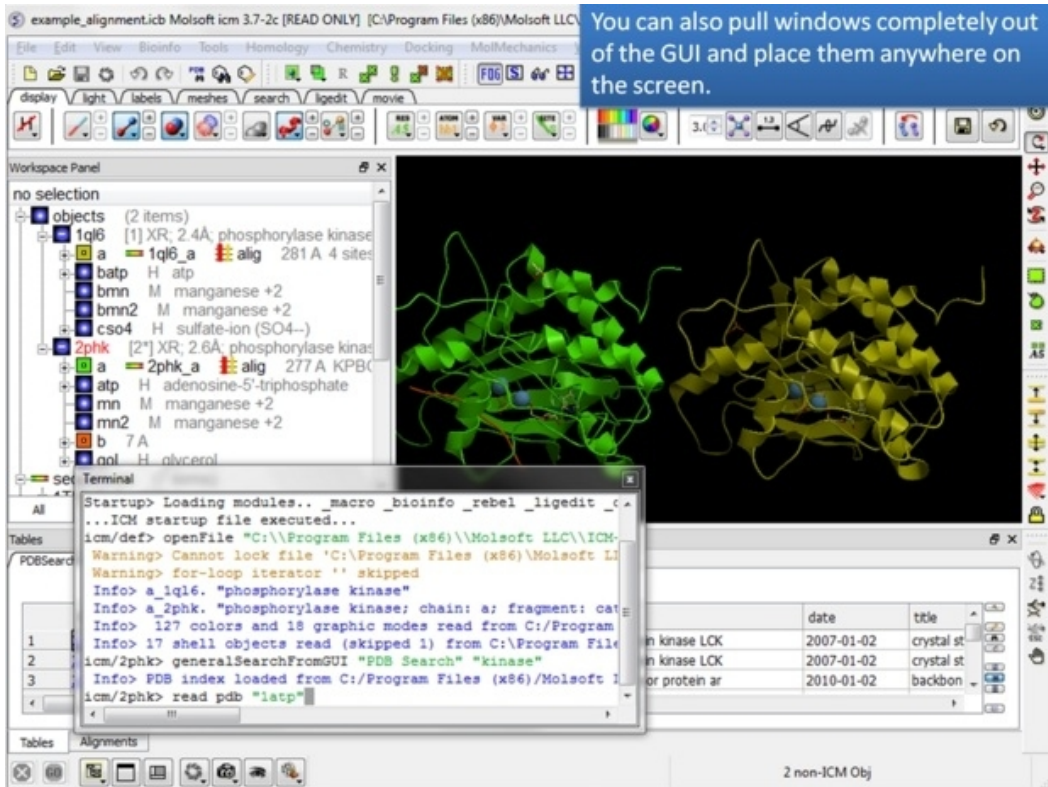 example_alignment.icb Molsoft icm 3.7-2c [READ ONLY] [C:\Program Files (x86)\Molsoft LLC\
You can also pull windows completely out
of the GUI and place them anywhere on
the screen.
File Edit View Bioinfo Tools Homology Chemistry Docking MolMechanics
FOG
display light labels meshes search ligedit movie
Workspace Panel
no selection
objects (2 items)
1ql6 [1] XR; 2.4Å; phosphorylase kinase
a 1ql6_a alig 281 A 4 sites
batp H atp
bmn M manganese +2
bmn2 M manganese +2
cso4 H sulfate-ion (SO4--)
2phk [2*] XR; 2.6Å; phosphorylase kinas
a 2phk_a alig 277 A KPB
atp H adenosine-5'-triphosphate
mn M manganese +2
mn2 M manganese +2
b 7 A
gol H glycerol
All
Terminal
Startup> Loading modules.. _macro _bioinfo _rebel _ligedit
...ICM startup file executed...
icm/def> openFile "C:\\Program Files (x86)\\Molsoft LLC\\ICM-
Warning> Cannot lock file 'C:\Program Files (x86)\Molsoft LI
Warning> for-loop iterator '' skipped
Info> a_1ql6. "phosphorylase kinase"
Info> a_2phk. "phosphorylase kinase; chain: a; fragment: cat
Info> 127 colors and 18 graphic modes read from C:/Program
Info> 17 shell objects read (skipped 1) from C:\Program File
icm/2phk> generalSearchFromGUI "PDB Search" "kinase"
Info> PDB index loaded from C:/Program Files (x86)/Molsoft
icm/2phk> read pdb "1atp"
Tables
PDBSearch
date title
1 in kinase LCK 2007-01-02 crystal st
2 in kinase LCK 2007-01-02 crystal st
3 or protein ar 2010-01-02 backbon
Tables Alignments
2 non-ICM Obj